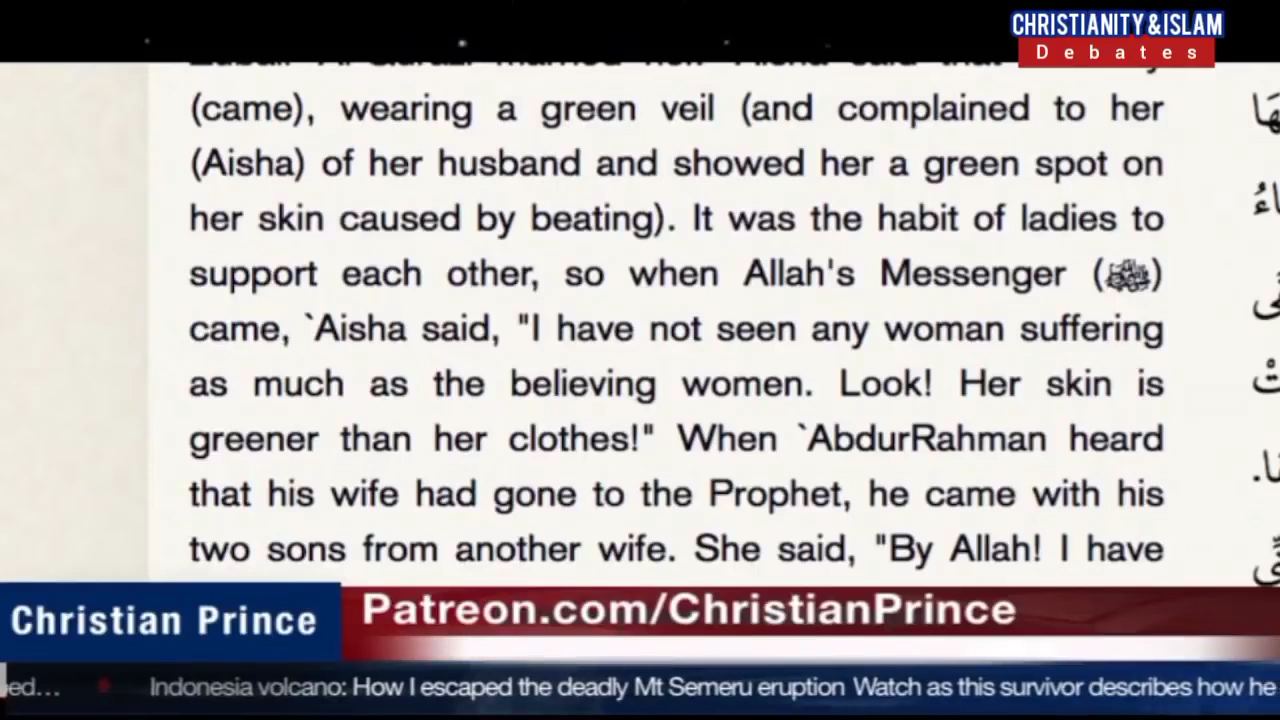 CHRISTIANITY & ISLAM
Debates
(came), wearing a green veil (and complained to her
(Aisha) of her husband and showed her a green spot on
her skin caused by beating). It was the habit of ladies to
support each other, so when Allah's Messenger (ﷺ)
came, `Aisha said, "I have not seen any woman suffering
as much as the believing women. Look! Her skin is
greener than her clothes!" When `AbdurRahman heard
that his wife had gone to the Prophet, he came with his
two sons from another wife. She said, "By Allah! I have
Christian Prince
Patreon.com/ChristianPrince
ed... Indonesia volcano: How I escaped the deadly Mt Semeru eruption Watch as this survivor describes how he